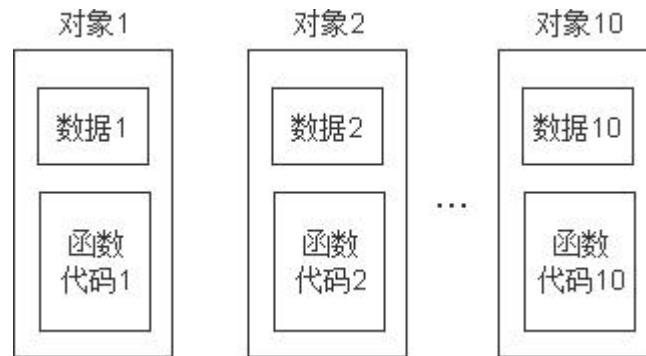 对象1
对象2
对象10
数据1
数据2
数据10
函数
代码1
函数
代码2
…
函数
代码10